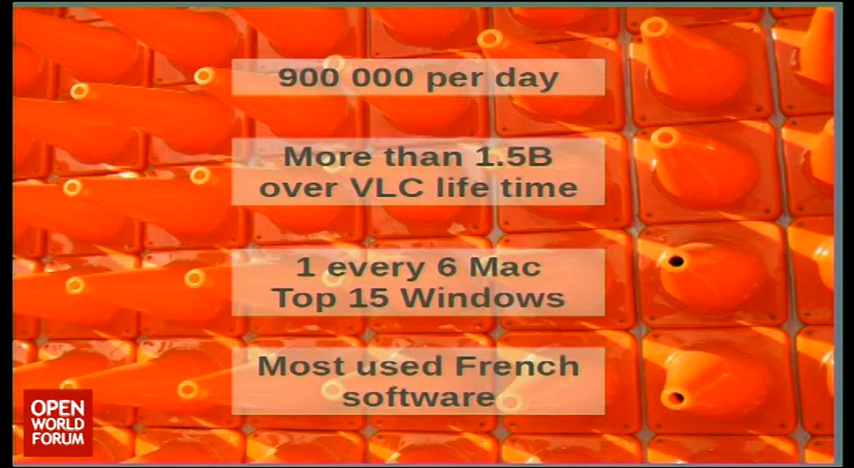 900 000 per day
More than 1.5B
over VLC life time
1 every 6 Mac
Top 15 Windows
Most used French
software
OPEN
WORLD
FORUM